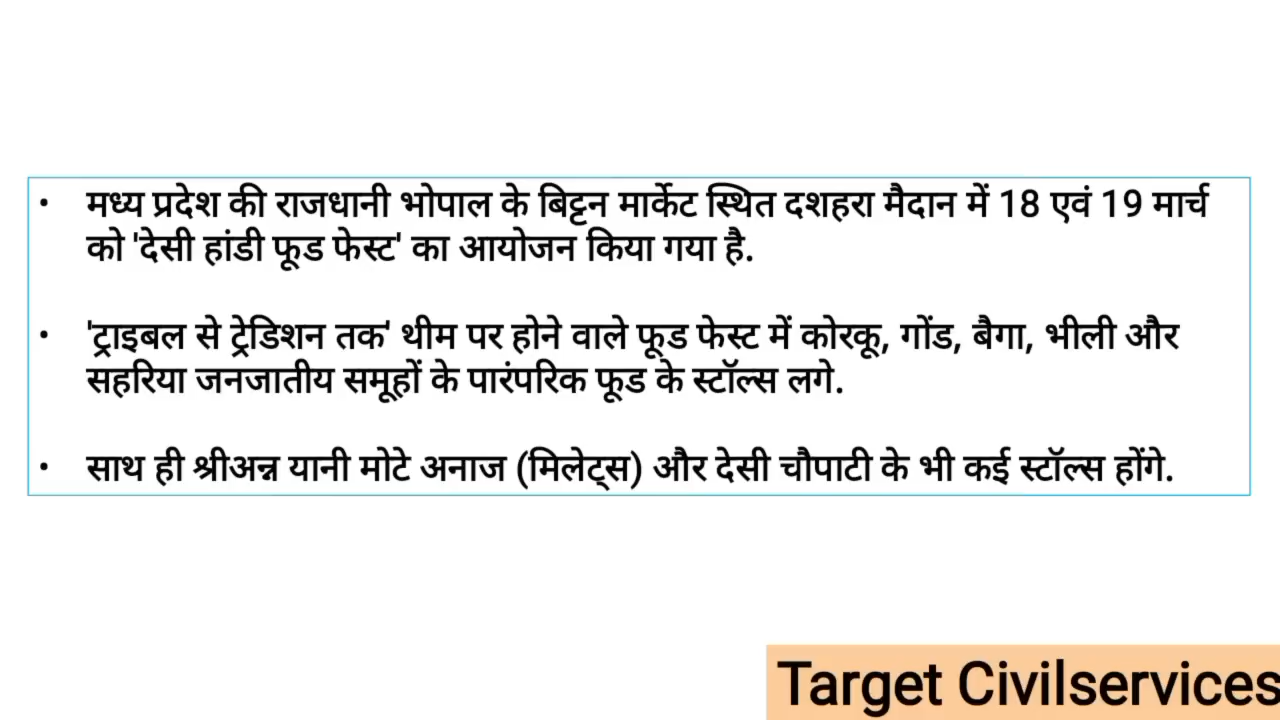 • मध्य प्रदेश की राजधानी भोपाल के बिट्टन मार्केट स्थित दशहरा मैदान में 18 एवं 19 मार्च
को 'देसी हांडी फूड फेस्ट' का आयोजन किया गया है.
• 'ट्राइबल से ट्रेडिशन तक' थीम पर होने वाले फूड फेस्ट में कोरकू, गोंड, बैगा, भीली और
सहरिया जनजातीय समूहों के पारंपरिक फूड के स्टॉल्स लगे.
• साथ ही श्रीअन्न यानी मोटे अनाज (मिलेट्स) और देसी चौपाटी के भी कई स्टॉल्स होंगे.
Target Civilservices